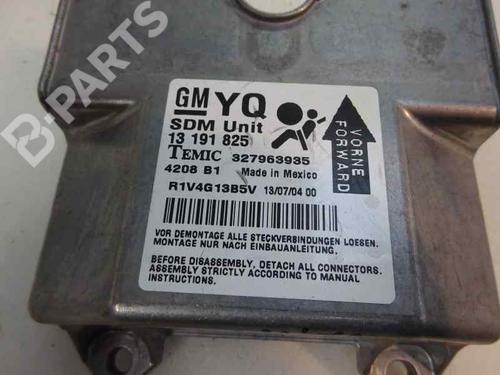 B-PARTS
GM YQ
SDM Unit
13 191 825
TEMIC 327963935
4208 B1 Made in Mexico
R1V4G13B5V 13/07/04 00
VORNE
FORWARD
VOR DEMONTAGE ALLE STECKVERBINDUNGEN LOESEN.
MONTAGE NUR NACH EINBAUANLEITUNG.
BEFORE DISASSEMBLY, DETACH ALL CONNECTORS.
ASSEMBLY STRICTLY ACCORDING TO MANUAL
INSTRUCTIONS.